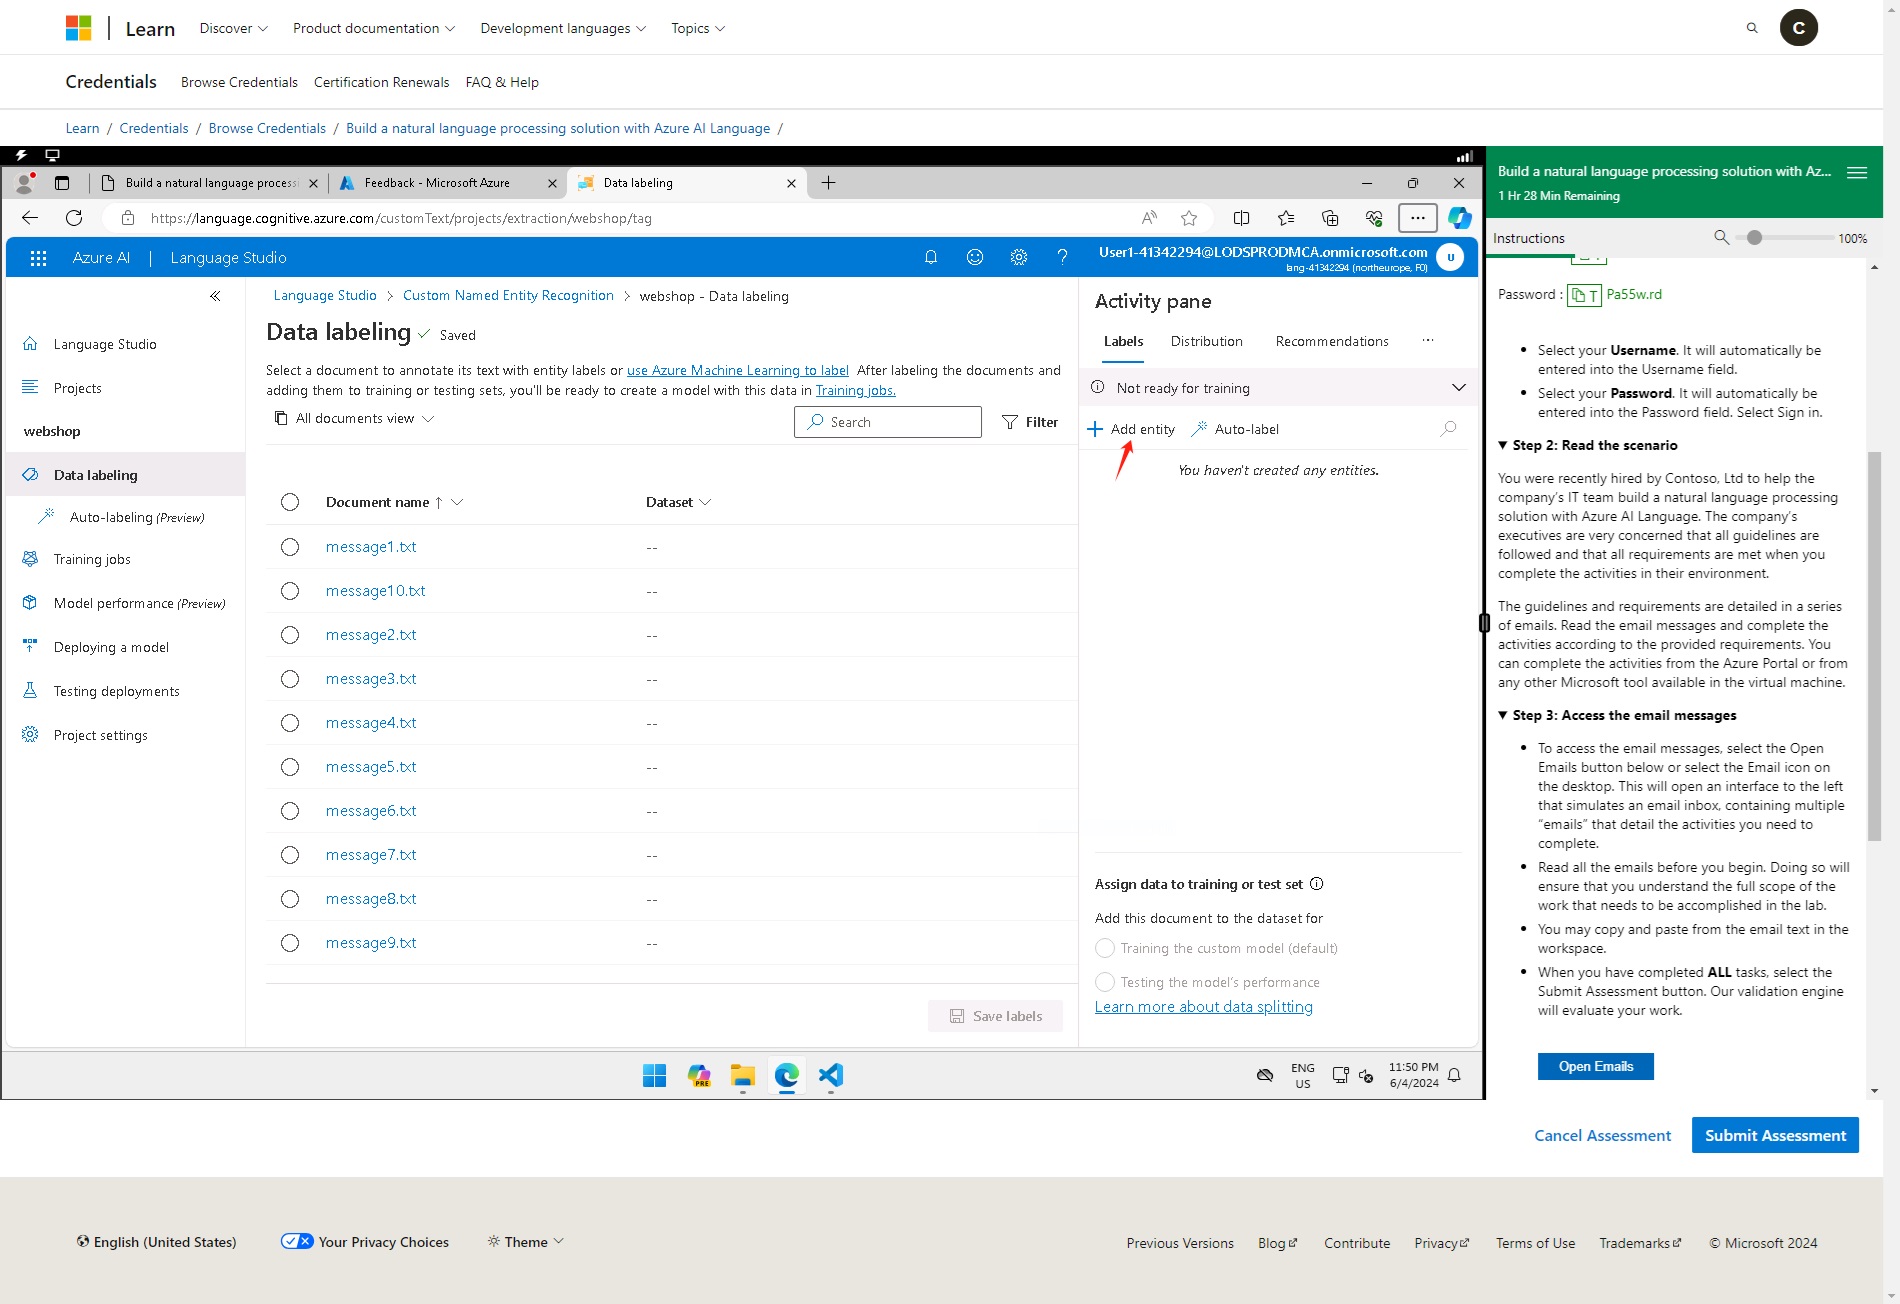 Learn Discover Product documentation Development languages Topics C
Credentials Browse Credentials Certification Renewals FAQ & Help
Learn / Credentials / Browse Credentials / Build a natural language processing solution with Azure AI Language /
Build a natural language processi Feedback - Microsoft Azure Data labeling
https://language.cognitive.azure.com/customText/projects/extraction/webshop/tag
Azure AI | Language Studio
User1-41342294@LODSPRODMCA.onmicrosoft.com U
lang-41342294 (northeurope, F0)
Language Studio > Custom Named Entity Recognition > webshop - Data labeling
Language Studio
Projects
webshop
Data labeling
Auto-labeling (Preview)
Training jobs
Model performance (Preview)
Deploying a model
Testing deployments
Project settings
Data labeling Saved
Select a document to annotate its text with entity labels or use Azure Machine Learning to label After labeling the documents and
adding them to training or testing sets, you'll be ready to create a model with this data in Training jobs.
All documents view Search Filter
Document name ↑ Dataset
message1.txt --
message10.txt --
message2.txt --
message3.txt --
message4.txt --
message5.txt --
message6.txt --
message7.txt --
message8.txt --
message9.txt --
Save labels
Activity pane
Labels Distribution Recommendations ...
Not ready for training
Add entity Auto-label
You haven't created any entities.
Assign data to training or test set
Add this document to the dataset for
Training the custom model (default)
Testing the model's performance
Learn more about data splitting
PRE
ENG
US
11:50 PM
6/4/2024
Build a natural language processing solution with Az...
1 Hr 28 Min Remaining
Instructions 100%
Password : T Pa55w.rd
• Select your Username. It will automatically be
entered into the Username field.
• Select your Password. It will automatically be
entered into the Password field. Select Sign in.
▼ Step 2: Read the scenario
You were recently hired by Contoso, Ltd to help the
company's IT team build a natural language processing
solution with Azure AI Language. The company's
executives are very concerned that all guidelines are
followed and that all requirements are met when you
complete the activities in their environment.
The guidelines and requirements are detailed in a series
of emails. Read the email messages and complete the
activities according to the provided requirements. You
can complete the activities from the Azure Portal or from
any other Microsoft tool available in the virtual machine.
▼ Step 3: Access the email messages
• To access the email messages, select the Open
Emails button below or select the Email icon on
the desktop. This will open an interface to the left
that simulates an email inbox, containing multiple
“emails” that detail the activities you need to
complete.
• Read all the emails before you begin. Doing so will
ensure that you understand the full scope of the
work that needs to be accomplished in the lab.
• You may copy and paste from the email text in the
workspace.
• When you have completed ALL tasks, select the
Submit Assessment button. Our validation engine
will evaluate your work.
Open Emails
Cancel Assessment Submit Assessment
English (United States) Your Privacy Choices Theme
Previous Versions Blog Contribute Privacy Terms of Use Trademarks © Microsoft 2024